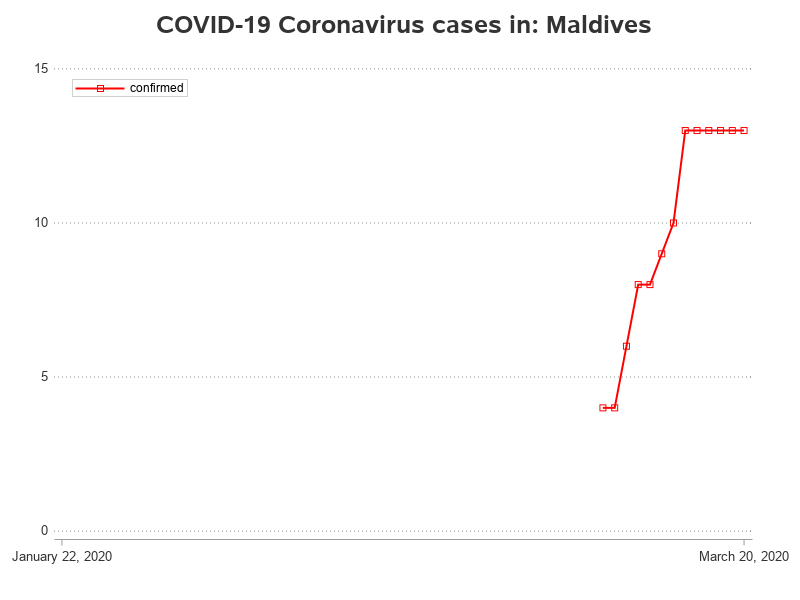 COVID-19 Coronavirus cases in: Maldives
15
confirmed
10
5
0
January 22, 2020
March 20, 2020